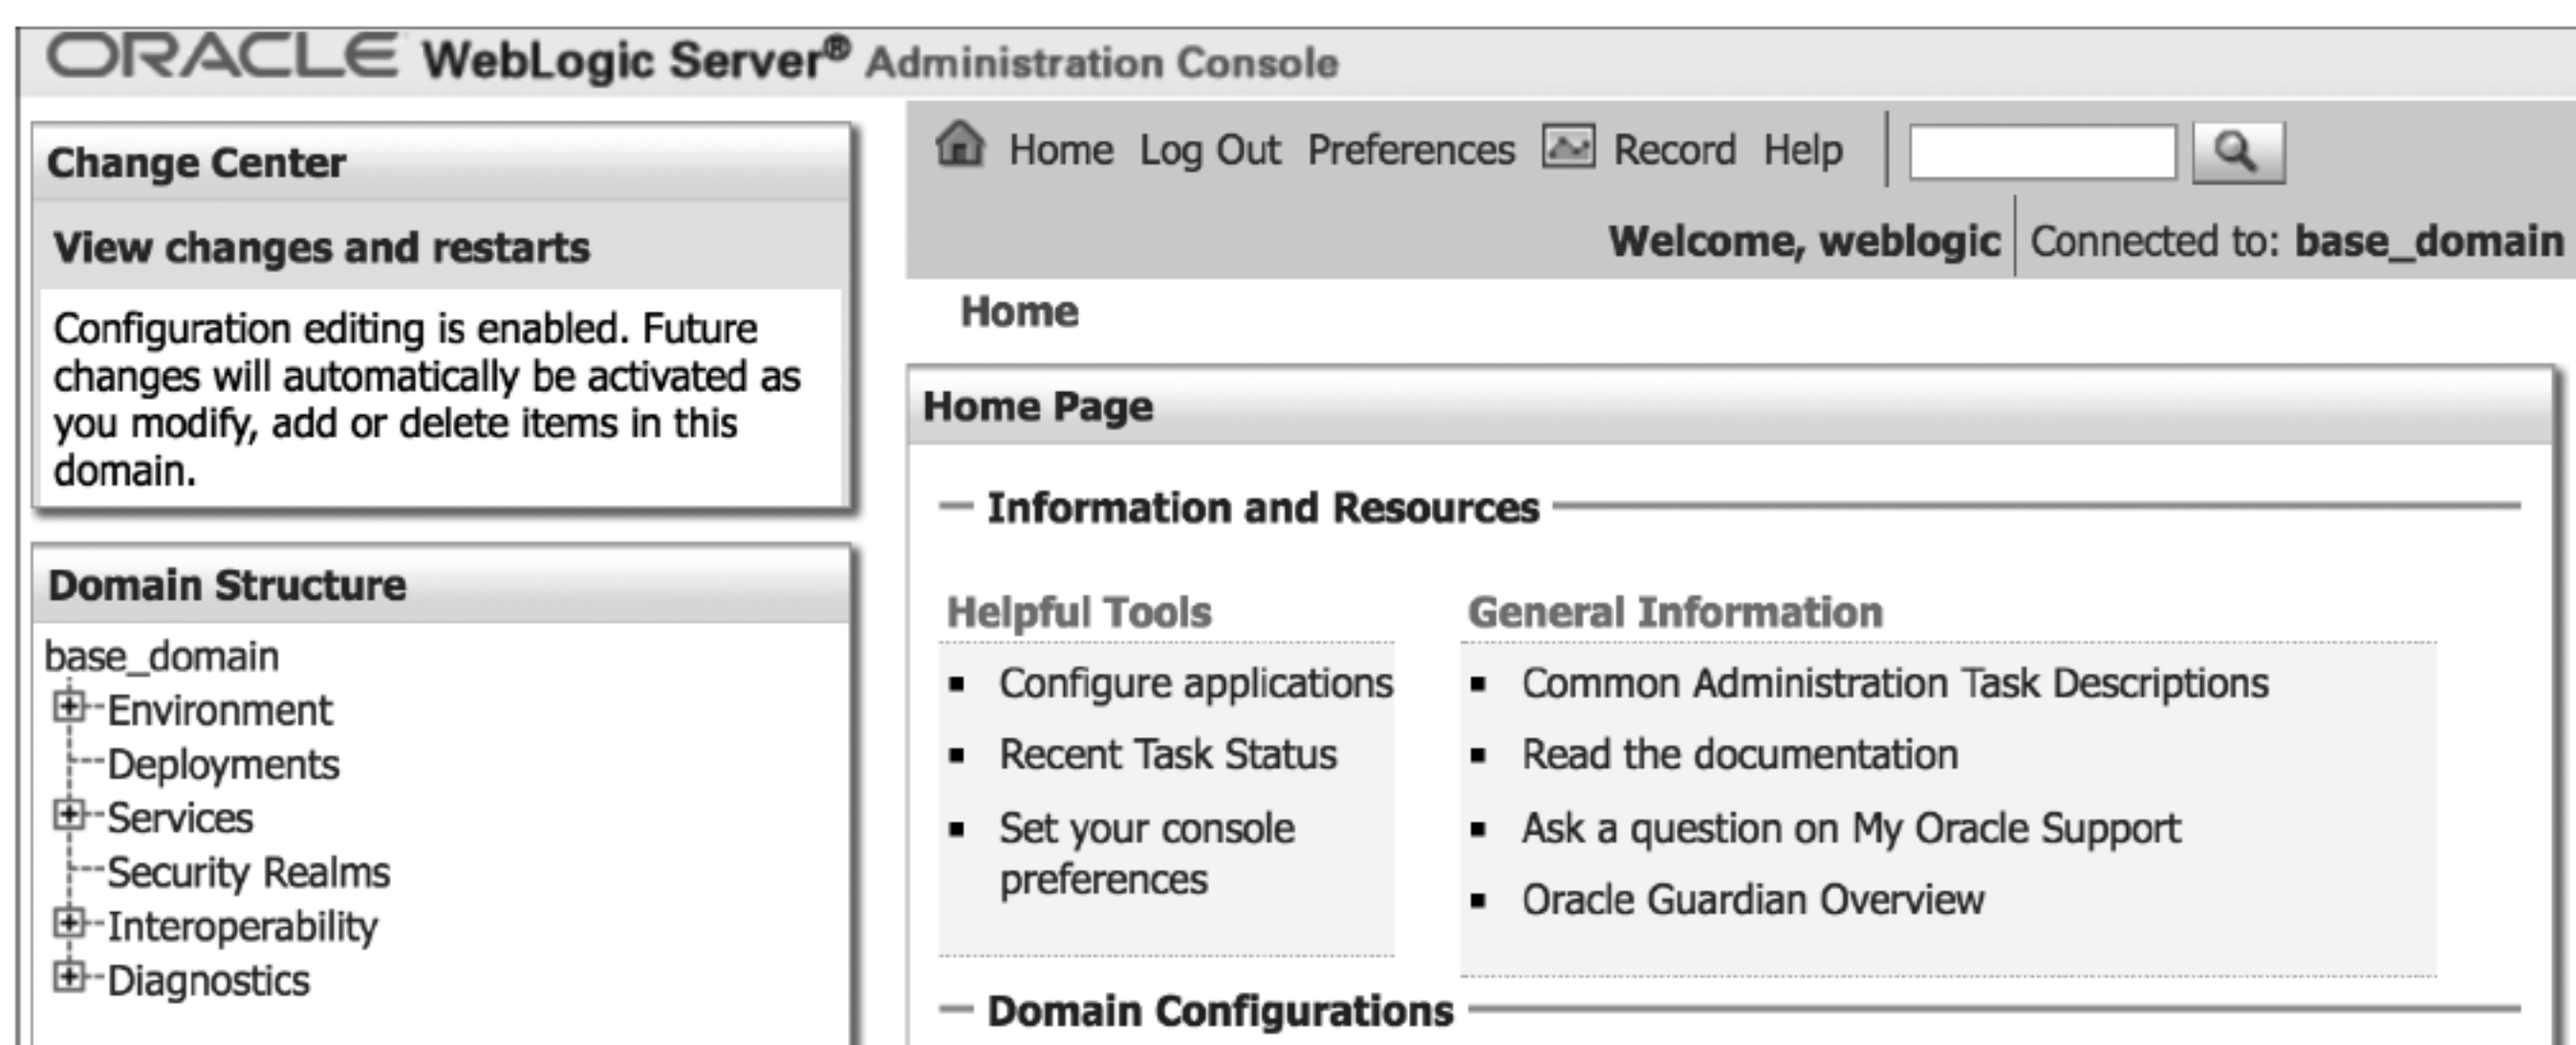 ORACLE WebLogic Server® Administration Console
Change Center
View changes and restarts
Configuration editing is enabled. Future
changes will automatically be activated as
you modify, add or delete items in this
domain.
Domain Structure
base_domain
Environment
Deployments
Services
Security Realms
Interoperability
Diagnostics
Home Log Out Preferences Record Help
Welcome, weblogic Connected to: base_domain
Home
Home Page
Information and Resources
Helpful Tools
Configure applications
Recent Task Status
Set your console
preferences
General Information
Common Administration Task Descriptions
Read the documentation
Ask a question on My Oracle Support
Oracle Guardian Overview
Domain Configurations